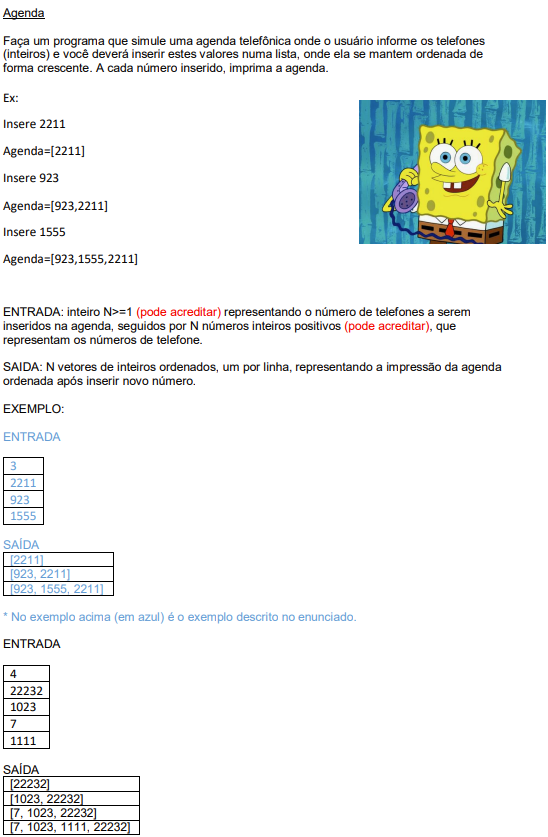 Agenda
Faça um programa que simule uma agenda telefônica onde o usuário informe os telefones
(inteiros) e você deverá inserir estes valores numa lista, onde ela se mantem ordenada de
forma crescente. A cada número inserido, imprima a agenda.
Ex:
Insere 2211
Agenda=[2211]
Insere 923
Agenda=[923,2211]
Insere 1555
Agenda=[923,1555,2211]
ENTRADA: inteiro N>=1 (pode acreditar) representando o número de telefones a serem
inseridos na agenda, seguidos por N números inteiros positivos (pode acreditar), que
representam os números de telefone.
SAIDA: N vetores de inteiros ordenados, um por linha, representando a impressão da agenda
ordenada após inserir novo número.
EXEMPLO:
ENTRADA
3
2211
923
1555
SAÍDA
[2211]
[923, 2211]
[923, 1555, 2211]
* No exemplo acima (em azul) é o exemplo descrito no enunciado.
ENTRADA
4
22232
1023
7
1111
SAÍDA
[22232]
[1023, 22232]
[7, 1023, 22232]
[7, 1023, 1111, 22232]